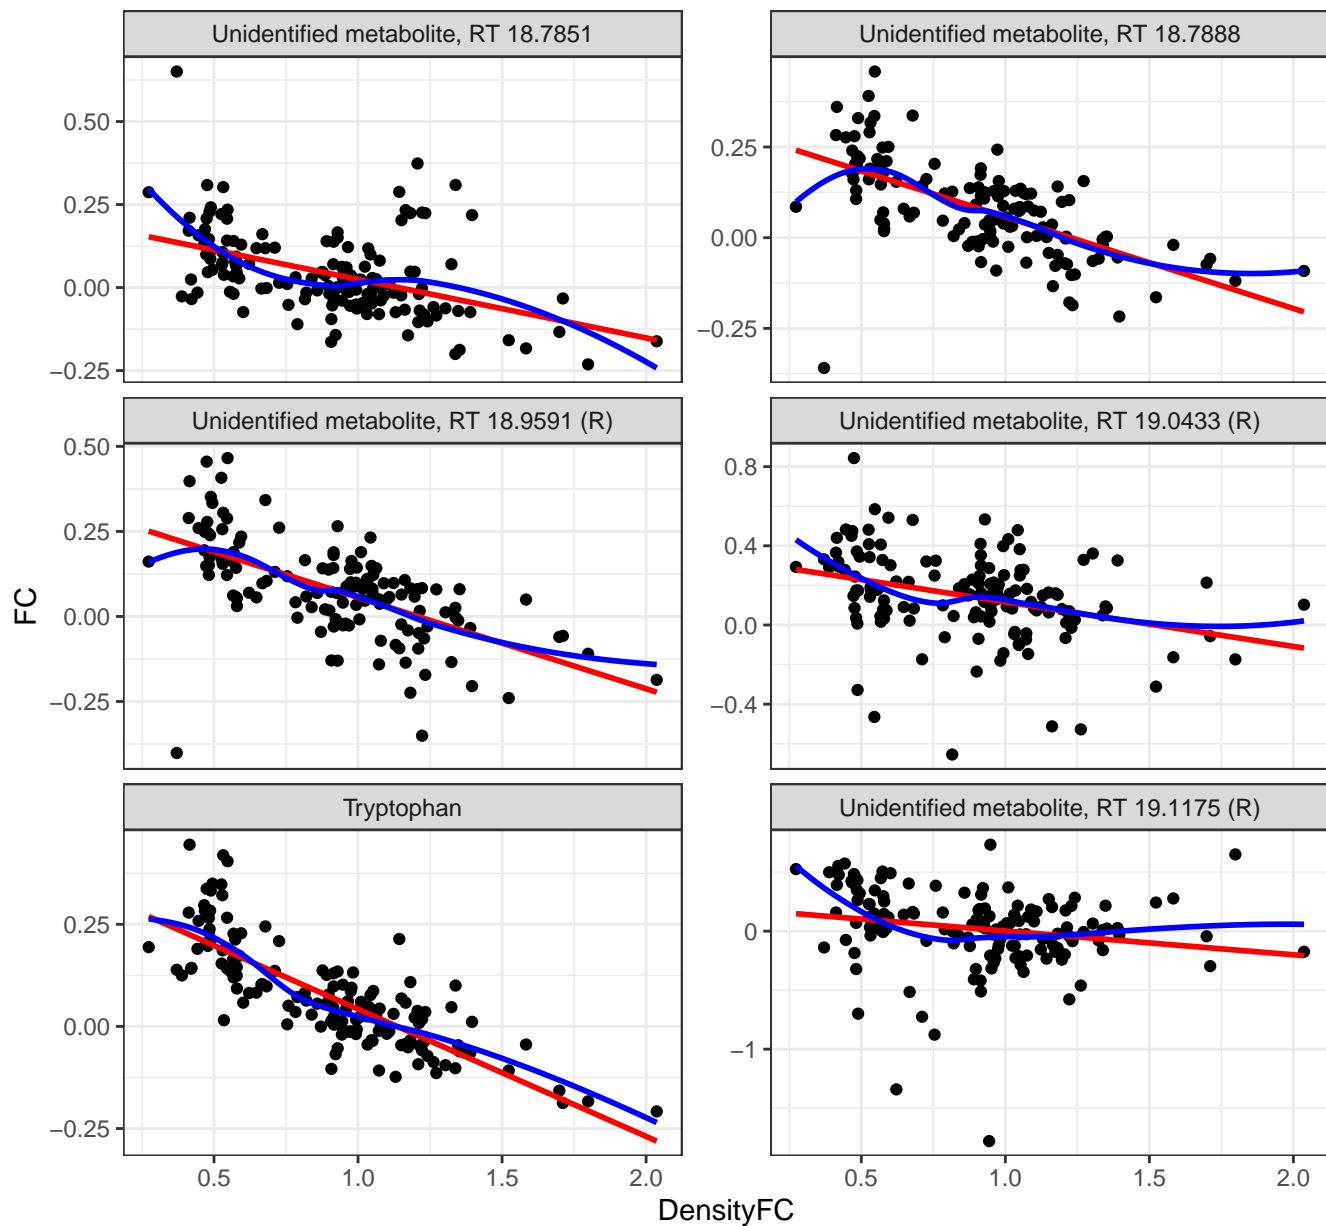 Unidentified metabolite, RT 18.7851
Unidentified metabolite, RT 18.7888
0.50
0.25
0.00
−0.25
0.25
0.00
−0.25
Unidentified metabolite, RT 18.9591 (R)
Unidentified metabolite, RT 19.0433 (R)
0.50
0.25
0.00
−0.25
0.8
0.4
0.0
−0.4
FC
Tryptophan
Unidentified metabolite, RT 19.1175 (R)
0.25
0.00
−0.25
0
−1
0.5 1.0 1.5 2.0
0.5 1.0 1.5 2.0
DensityFC